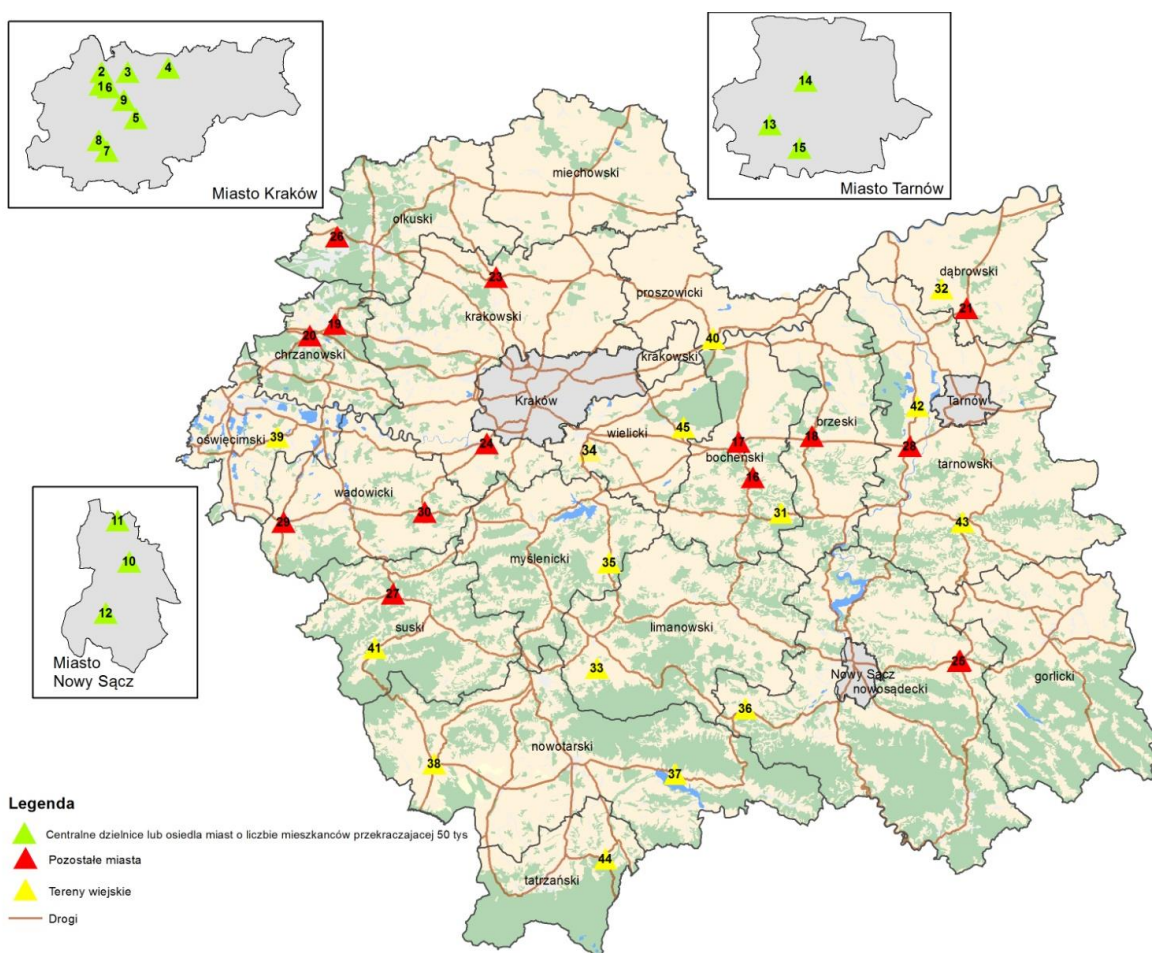 2 3 4
1 6
9
5
8
7
Miasto Kraków
14
13
15
Miasto Tarnów
miechowski
olkuski
26
23
dąbrowski
32
21
proszowicki
krakowski
19
20
chrzanowski
40
krakowski
Kraków
Tarnów
42
oświęcimski
39
24
wielicki
45
34
17
bocheński
brzeski
18
28
tarnowski
16
wadowicki
30
29
31
43
11
10
12
Miasto
Nowy Sącz
myślenicki
35
27
suski
41
limanowski
33
Nowy Sącz
nowosądecki
25
gorlicki
36
nowotarski
38
37
44
tatrzański
Legenda
Centralne dzielnice lub osiedla miast o liczbie mieszkanców przekraczajacej 50 tys
Pozostałe miasta
Tereny wiejskie
Drogi